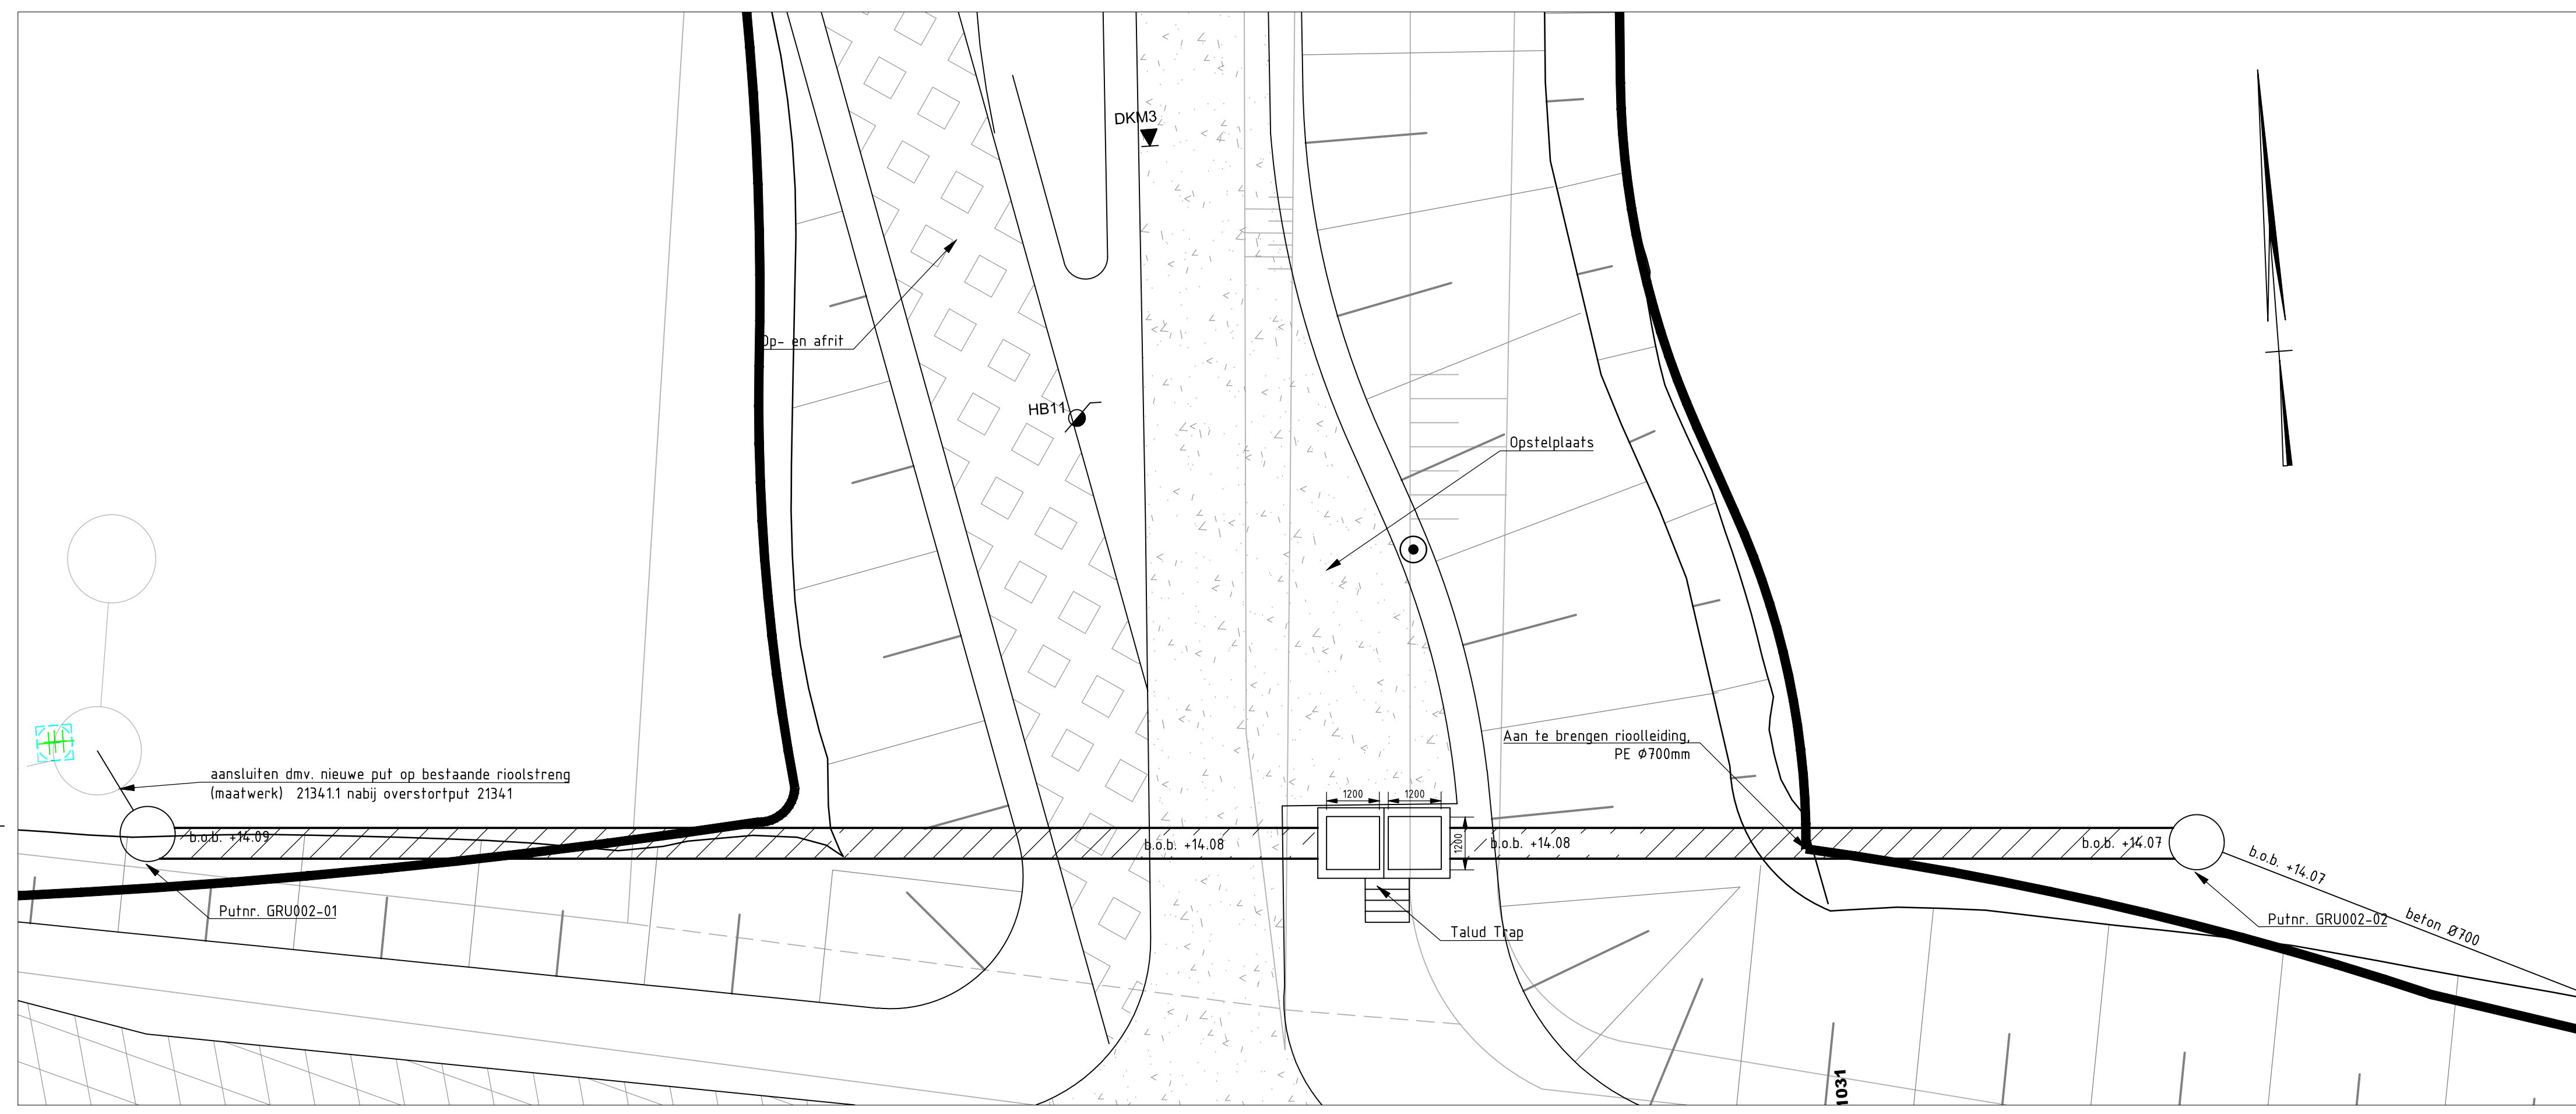 DKM3
Op- en afrit
HB11
Opstelplaats
Aan te brengen rioolleiding,
PE Ø700mm
aansluiten dmv. nieuwe put op bestaande rioolstreng
(maatwerk) 21341.1 nabij overstortput 21341
1200
1200
1200
b.o.b. +14.09
b.o.b. +14.08
b.o.b. +14.08
b.o.b. +14.07
b.o.b. +14.07
Putnr. GRU002-01
Putnr. GRU002-02
beton Ø700
Talud Trap
1031